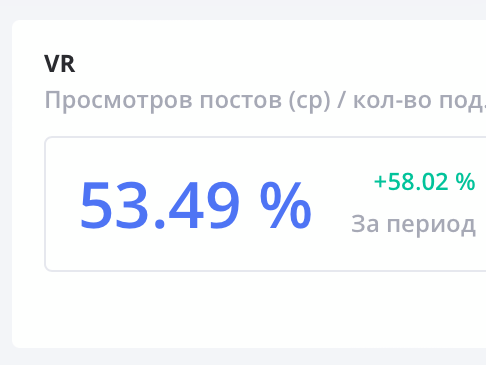 VR
Просмотров постов (ср) / кол-во под.
53.49 %
+58.02 %
За период